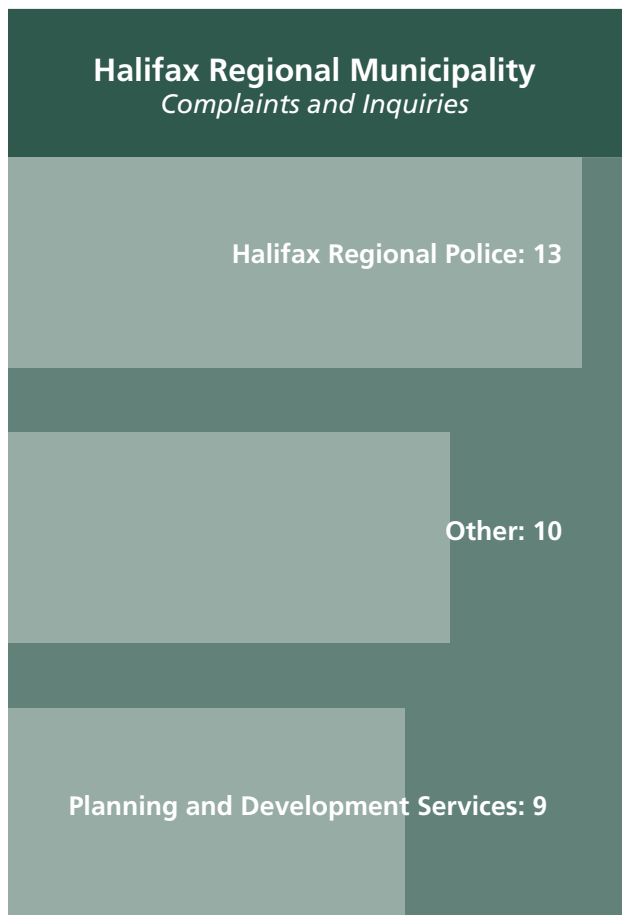 Halifax Regional Municipality
Complaints and Inquiries
Halifax Regional Police: 13
Other: 10
Planning and Development Services: 9